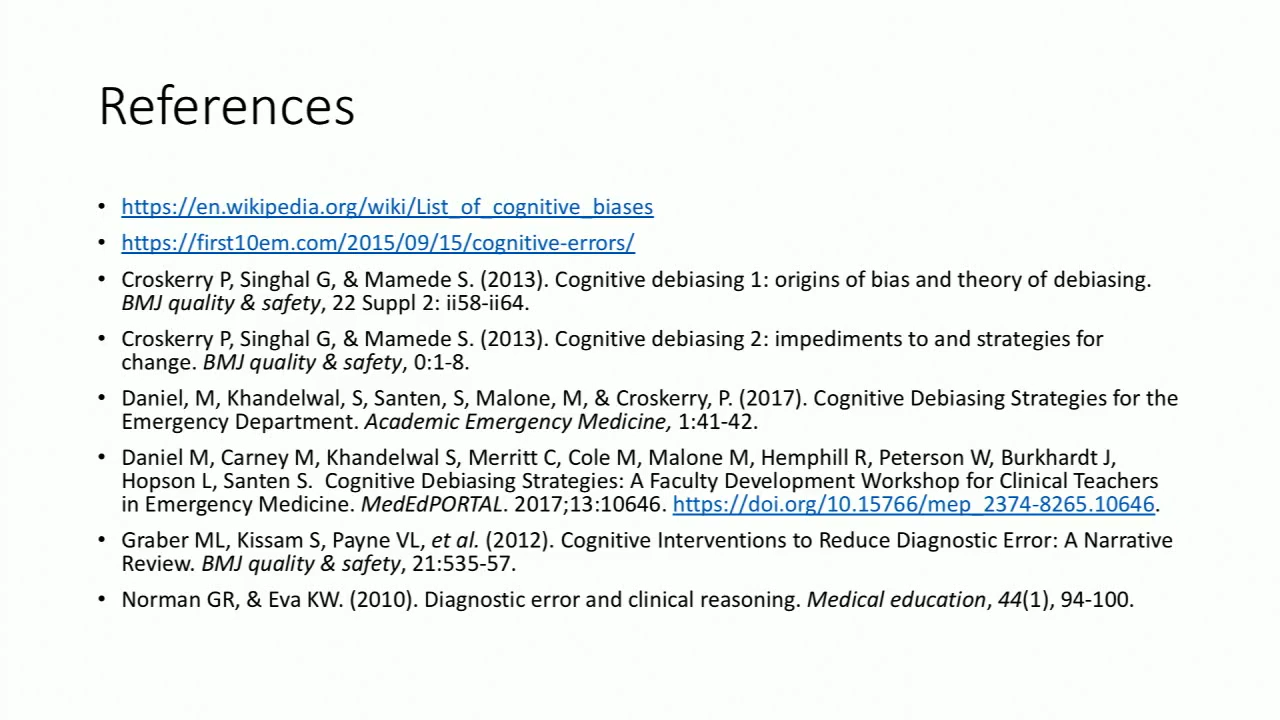 References
• https://en.wikipedia.org/wiki/List_of_cognitive_biases
• https://first10em.com/2015/09/15/cognitive-errors/
• Croskerry P, Singhal G, & Mamede S. (2013). Cognitive debiasing 1: origins of bias and theory of debiasing.
BMJ quality & safety, 22 Suppl 2: ii58-ii64.
• Croskerry P, Singhal G, & Mamede S. (2013). Cognitive debiasing 2: impediments to and strategies for
change. BMJ quality & safety, 0:1-8.
• Daniel, M, Khandelwal, S, Santen, S, Malone, M, & Croskerry, P. (2017). Cognitive Debiasing Strategies for the
Emergency Department. Academic Emergency Medicine, 1:41-42.
• Daniel M, Carney M, Khandelwal S, Merritt C, Cole M, Malone M, Hemphill R, Peterson W, Burkhardt J,
Hopson L, Santen S. Cognitive Debiasing Strategies: A Faculty Development Workshop for Clinical Teachers
in Emergency Medicine. MedEdPORTAL. 2017;13:10646. https://doi.org/10.15766/mep_2374-8265.10646.
• Graber ML, Kissam S, Payne VL, et al. (2012). Cognitive Interventions to Reduce Diagnostic Error: A Narrative
Review. BMJ quality & safety, 21:535-57.
• Norman GR, & Eva KW. (2010). Diagnostic error and clinical reasoning. Medical education, 44(1), 94-100.